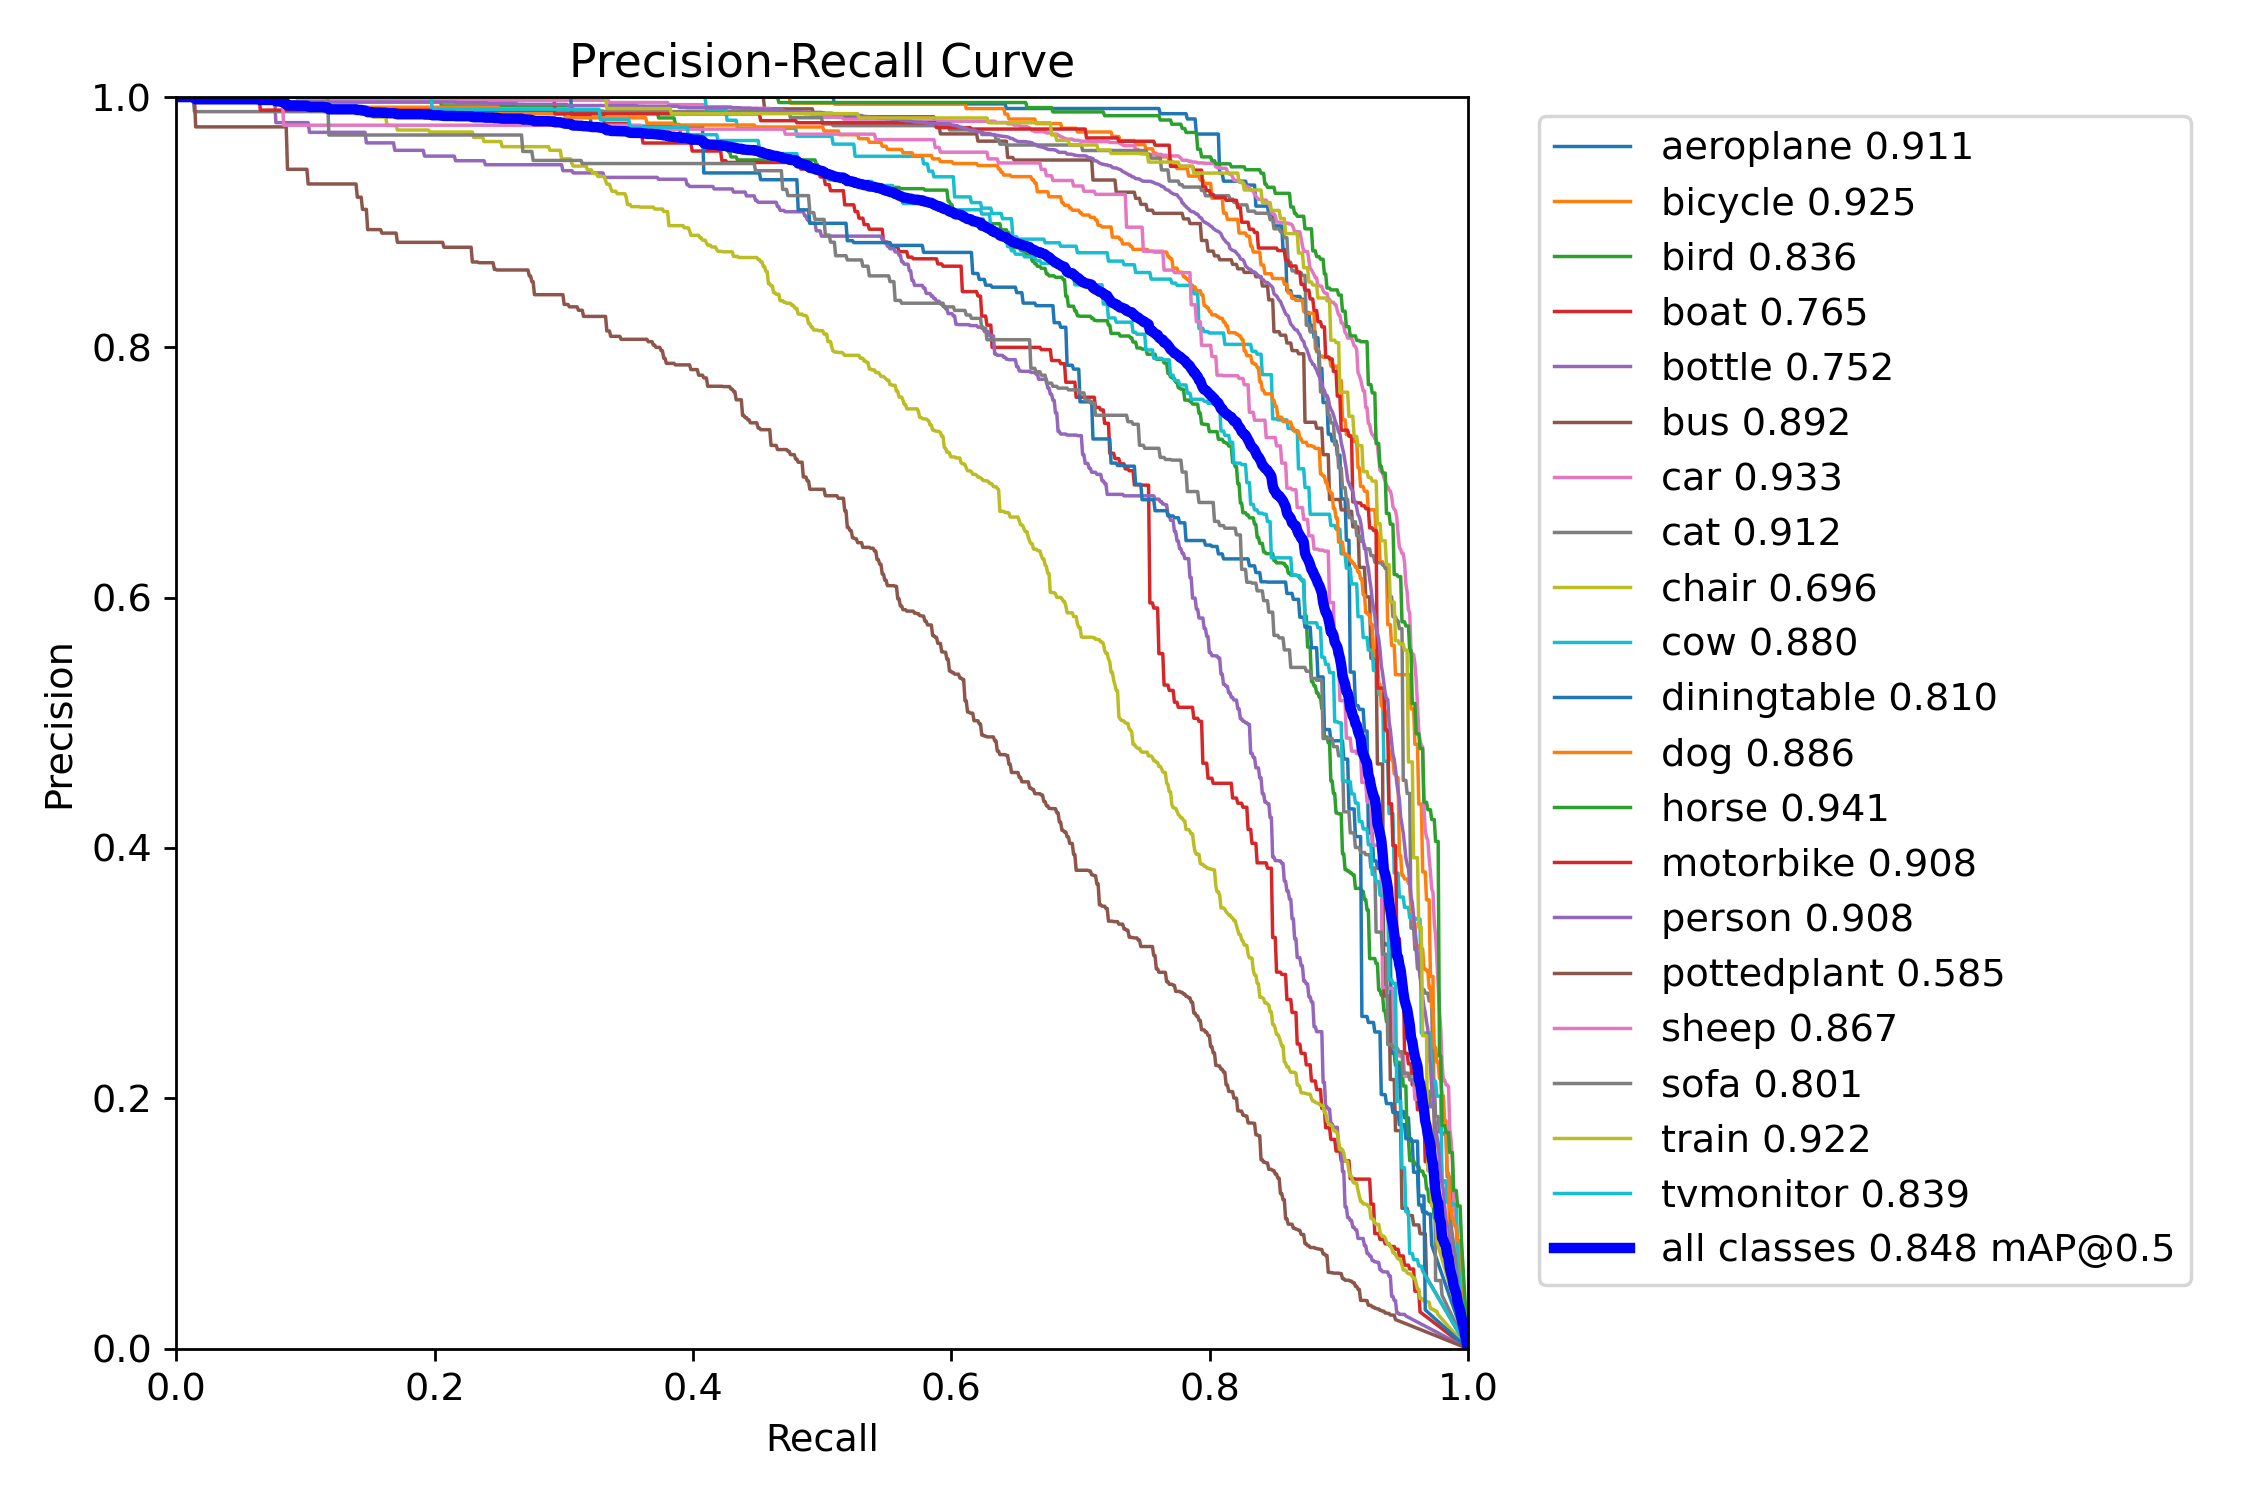 Precision-Recall Curve
1.0
0.8
0.6
0.4
0.2
0.0
Precision
0.0 0.2 0.4 0.6 0.8 1.0
Recall
aeroplane 0.911
bicycle 0.925
bird 0.836
boat 0.765
bottle 0.752
bus 0.892
car 0.933
cat 0.912
chair 0.696
cow 0.880
diningtable 0.810
dog 0.886
horse 0.941
motorbike 0.908
person 0.908
pottedplant 0.585
sheep 0.867
sofa 0.801
train 0.922
tvmonitor 0.839
all classes 0.848 mAP@0.5